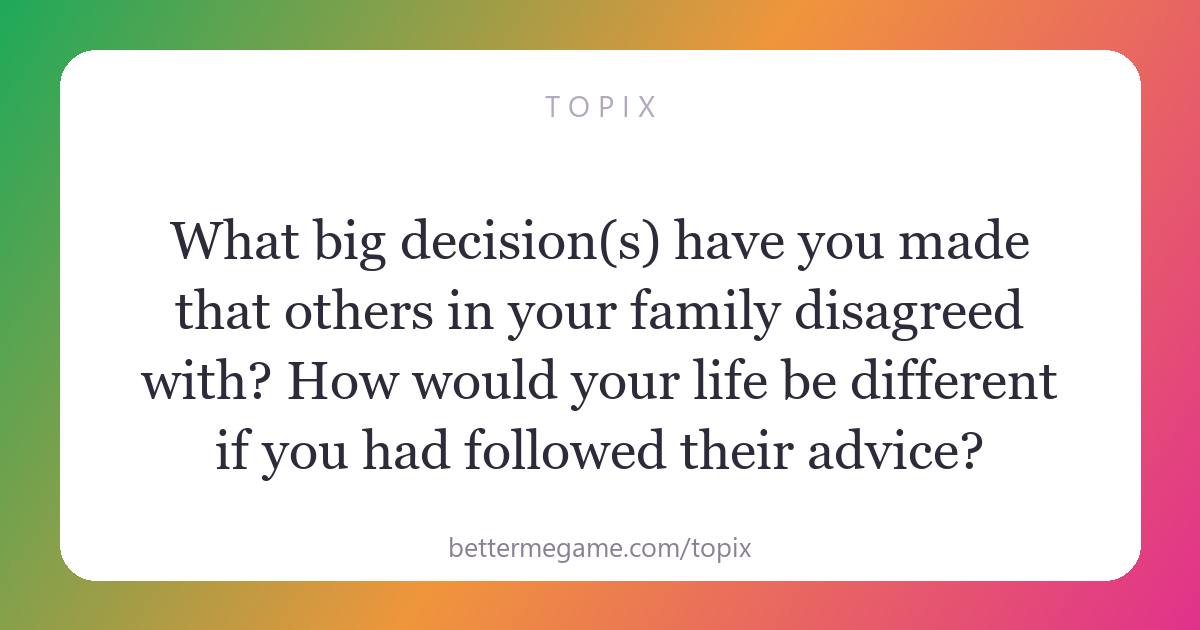 TOPIX
What big decision(s) have you made
that others in your family disagreed
with? How would your life be different
if you had followed their advice?
bettermegame.com/topix